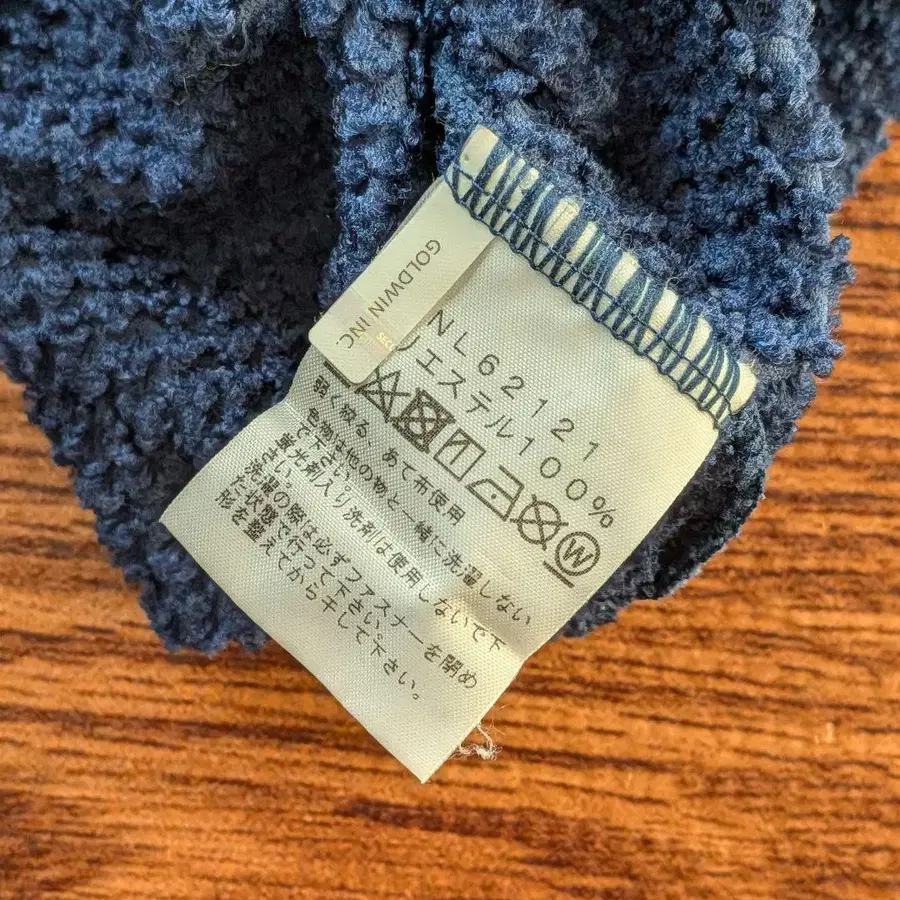 GOLDWIN INC.
NL62121
リエステル100%
W
弱く絞る、あて布使用
色物は他の物と一緒に洗濯しない
で下さい。
蛍光剤入り洗剤は使用しないで下
さい。
洗濯の際は必ずファスナーを閉め
た状態で行って下さい。
形を整えてから干して下さい。